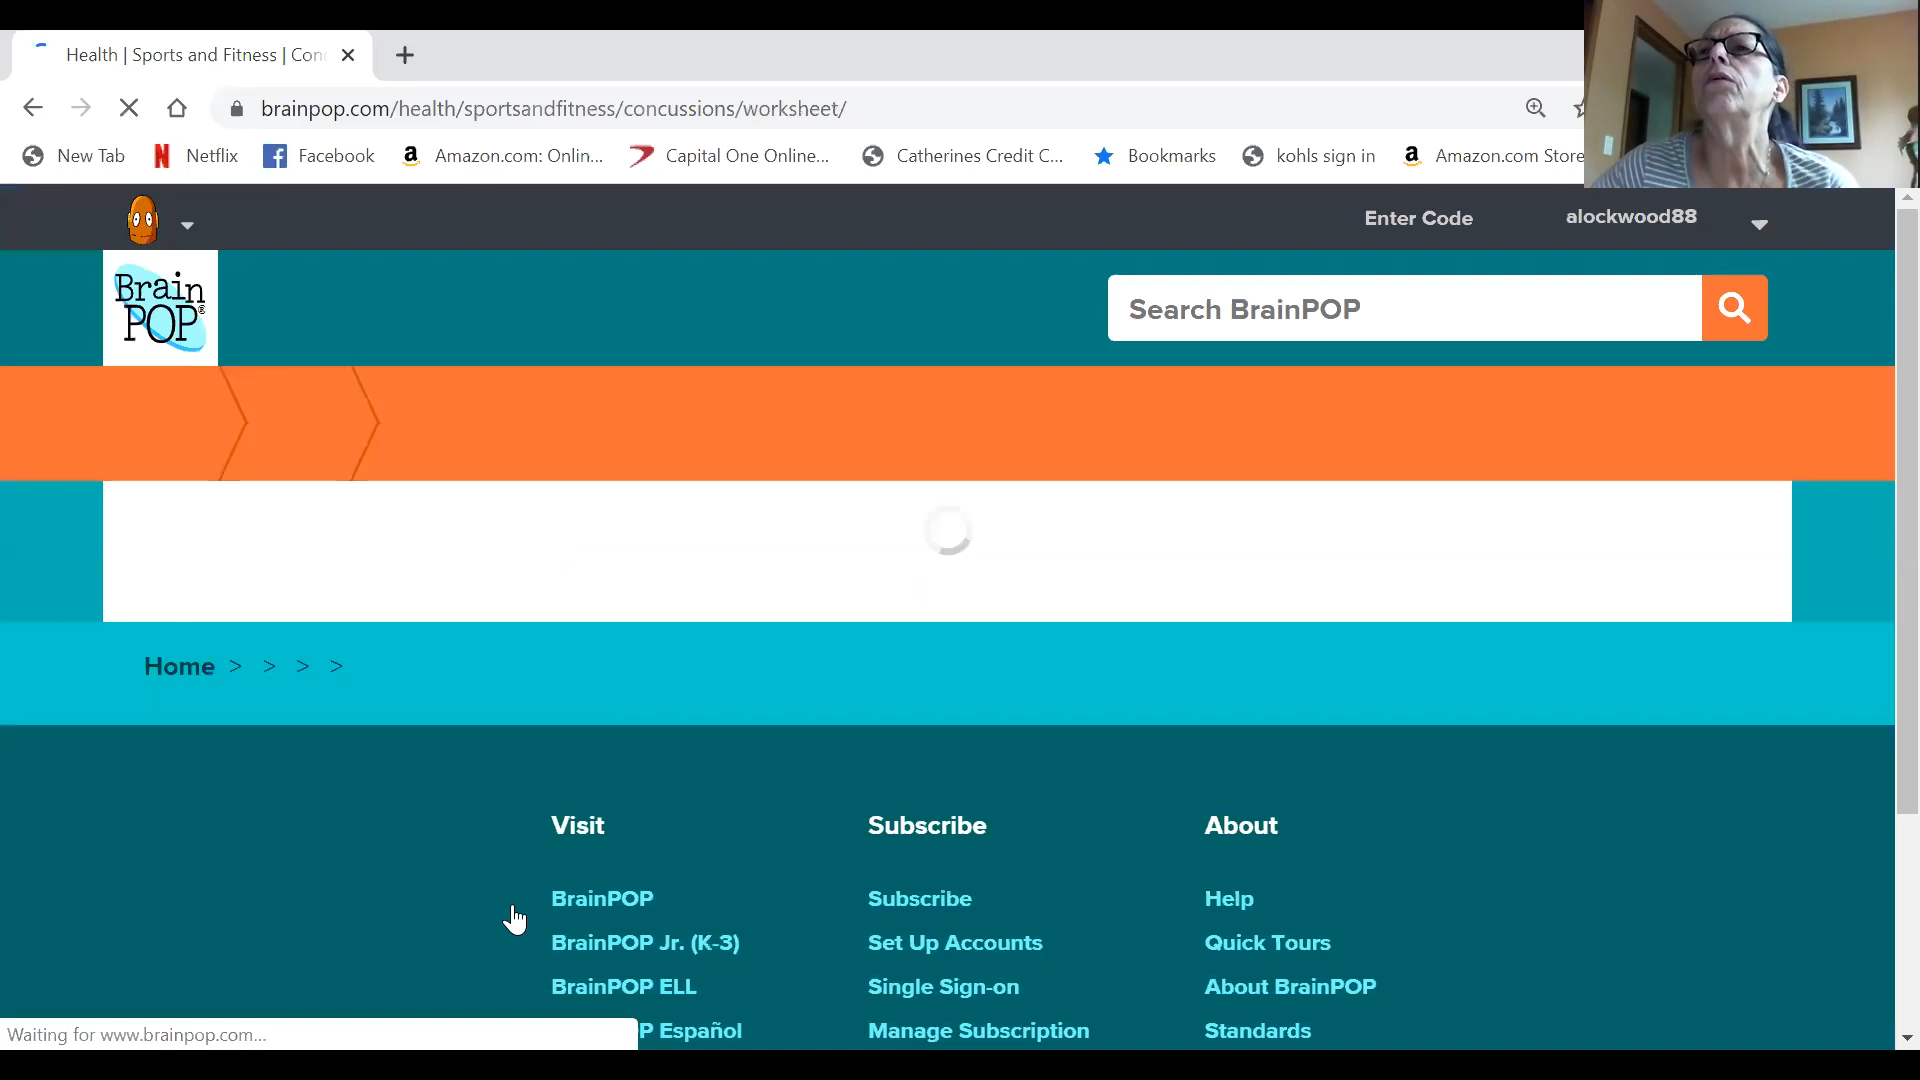 Health | Sports and Fitness | Con
brainpop.com/health/sportsandfitness/concussions/worksheet/
New Tab
Netflix
Facebook
Amazon.com: Onlin...
Capital One Online...
Catherines Credit C...
Bookmarks
kohls sign in
Amazon.com Store
Enter Code
alockwood88
Brain
POP®
Search BrainPOP
Home > > > >
Visit
Subscribe
About
BrainPOP
Subscribe
Help
BrainPOP Jr. (K-3)
Set Up Accounts
Quick Tours
BrainPOP ELL
Single Sign-on
About BrainPOP
Waiting for www.brainpop.com...
P Español
Manage Subscription
Standards